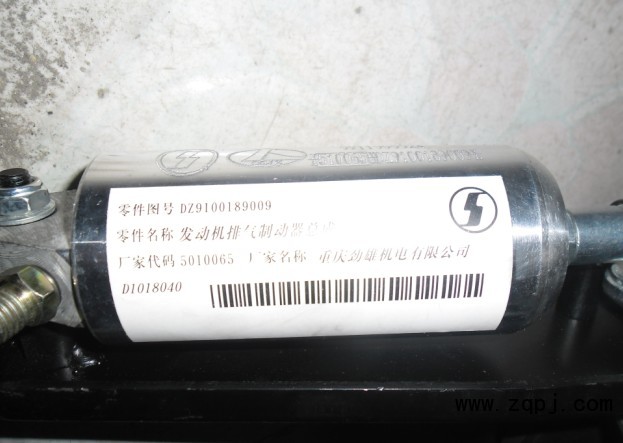 零件图号 DZ9100189009
零件名称 发动机排气制动器总成
厂家代码 5010065 厂家名称 重庆劲雄机电有限公司
D1018040
www.zqpj.com